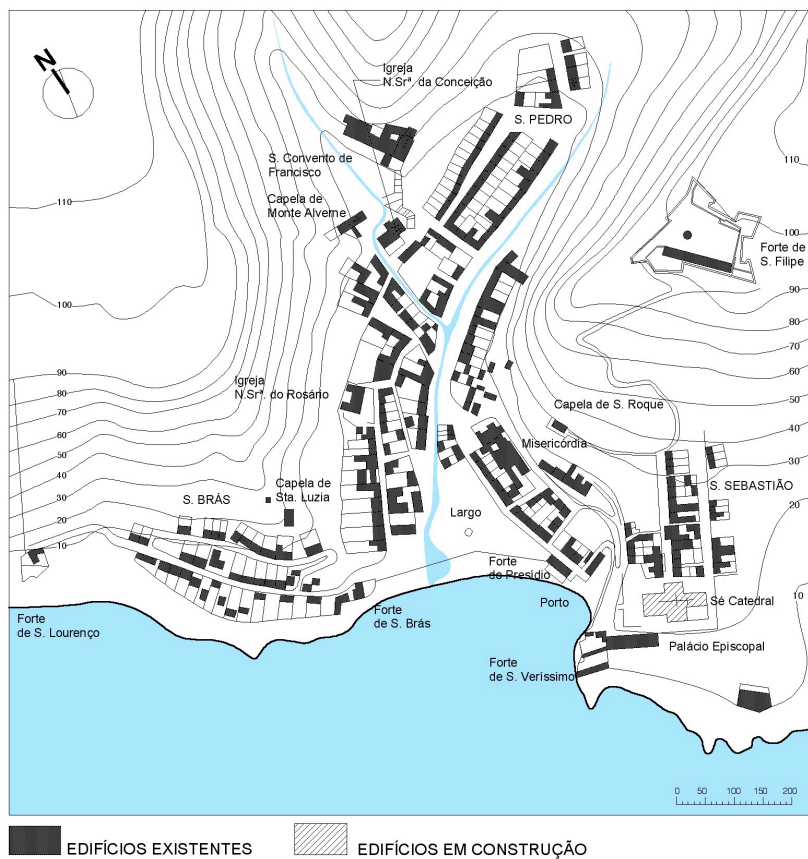 N
Igreja
N.Srª. da Conceição
S. PEDRO
S. Convento de
Francisco
Capela de
Monte Alverne
110
110
100
Forte de
S. Filipe
100
90
80
70
60
50
40
30
90
80
70
60
50
40
30
20
10
Igreja
N.Srª. do Rosário
Capela de S. Roque
Misericórdia
S. BRÁS
Capela de
Sta. Luzia
S. SEBASTIÃO
Largo
20
10
Forte
do Presídio
Porto
Sé Catedral
Forte
de S. Lourenço
Forte
de S. Brás
Palácio Episcopal
Forte
de S. Veríssimo
0 50 100 150 200
EDIFÍCIOS EXISTENTES
EDIFÍCIOS EM CONSTRUÇÃO